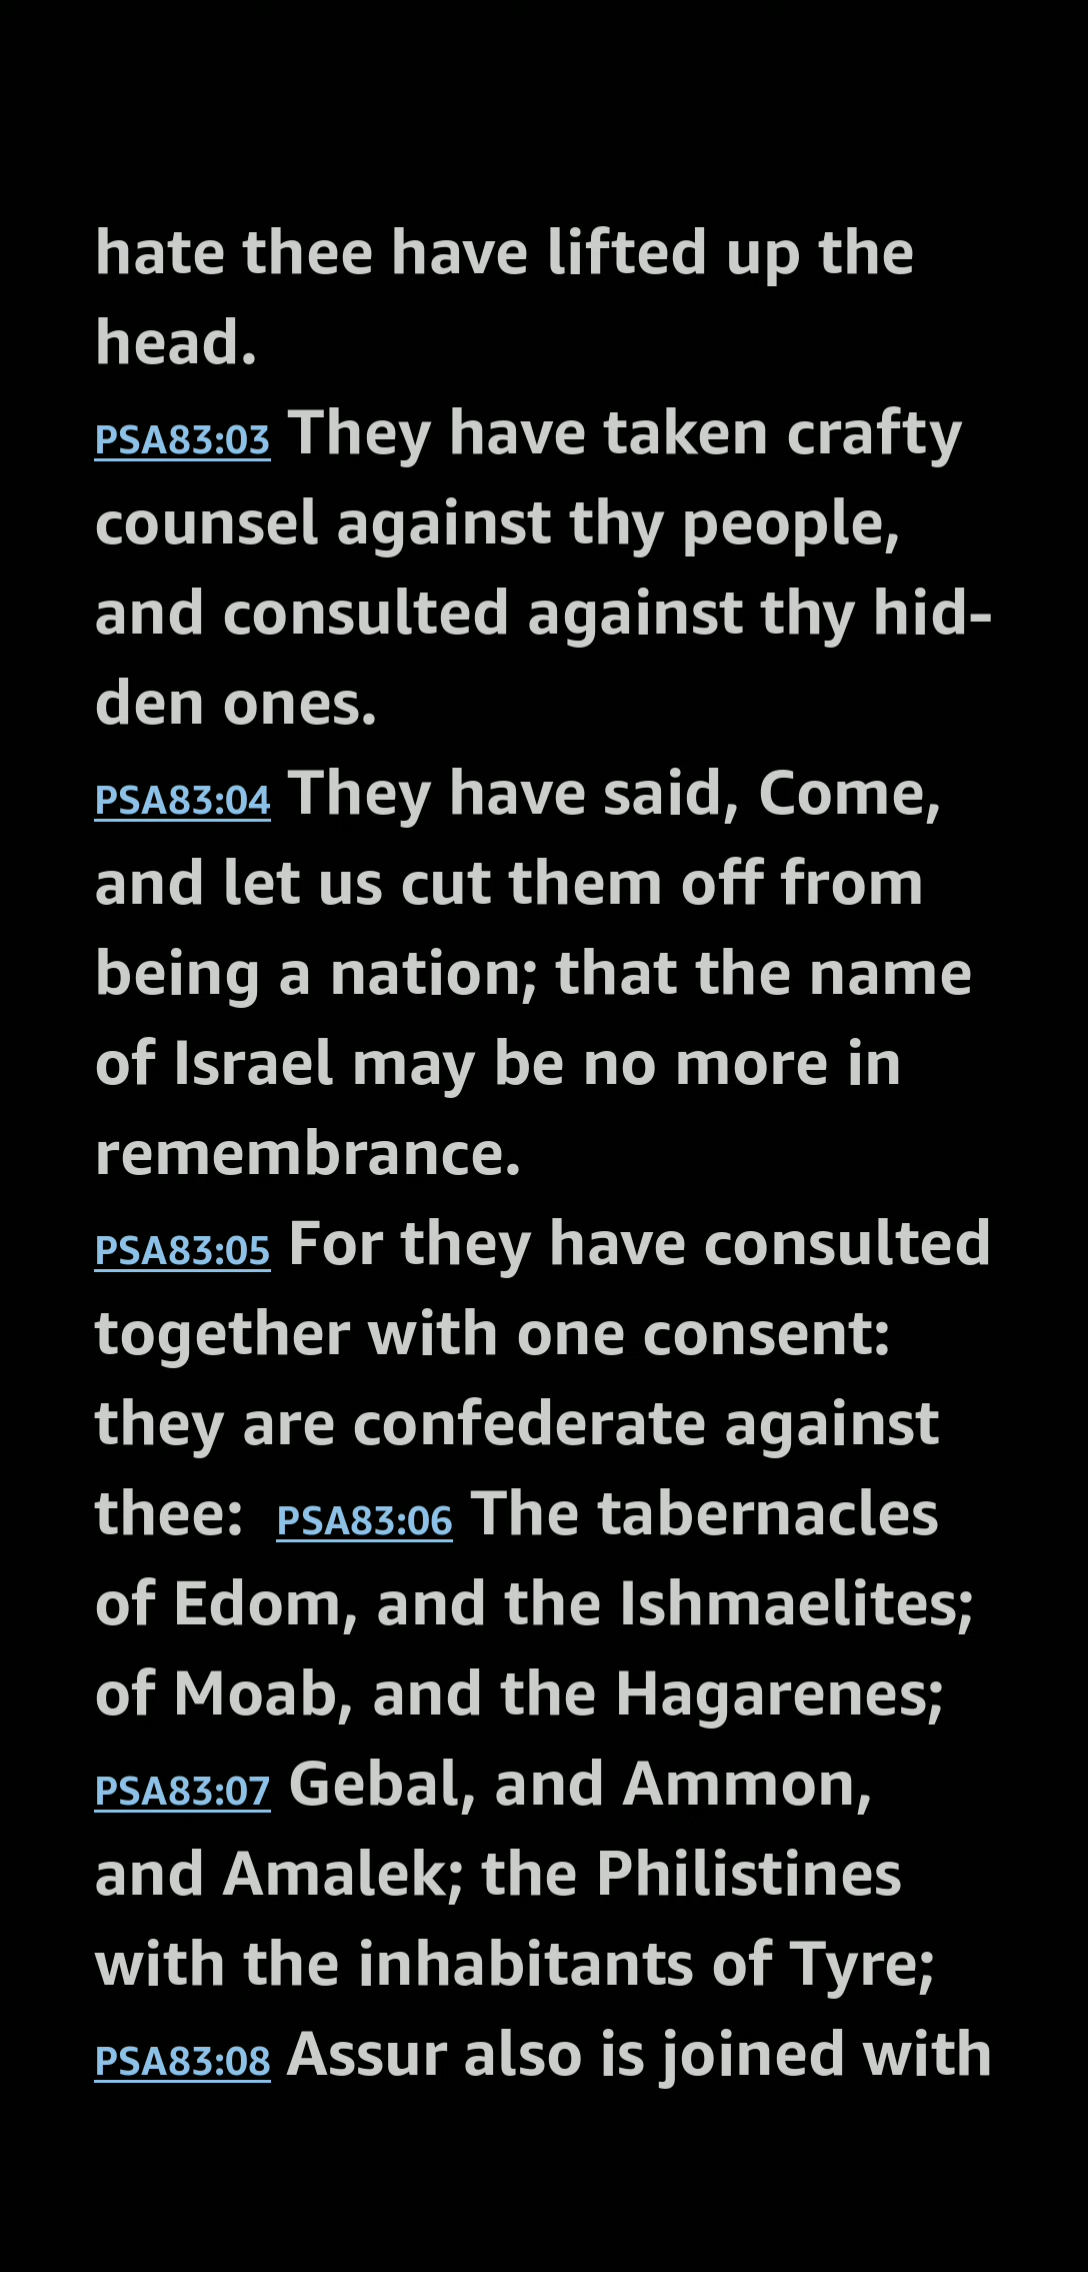 hate thee have lifted up the
head.
PSA83:03 They have taken crafty
counsel against thy people,
and consulted against thy hid-
den ones.
PSA83:04 They have said, Come,
and let us cut them off from
being a nation; that the name
of Israel may be no more in
remembrance.
PSA83:05 For they have consulted
together with one consent:
they are confederate against
thee:  PSA83:06 The tabernacles
of Edom, and the Ishmaelites;
of Moab, and the Hagarenes;
PSA83:07 Gebal, and Ammon,
and Amalek; the Philistines
with the inhabitants of Tyre;
PSA83:08 Assur also is joined with